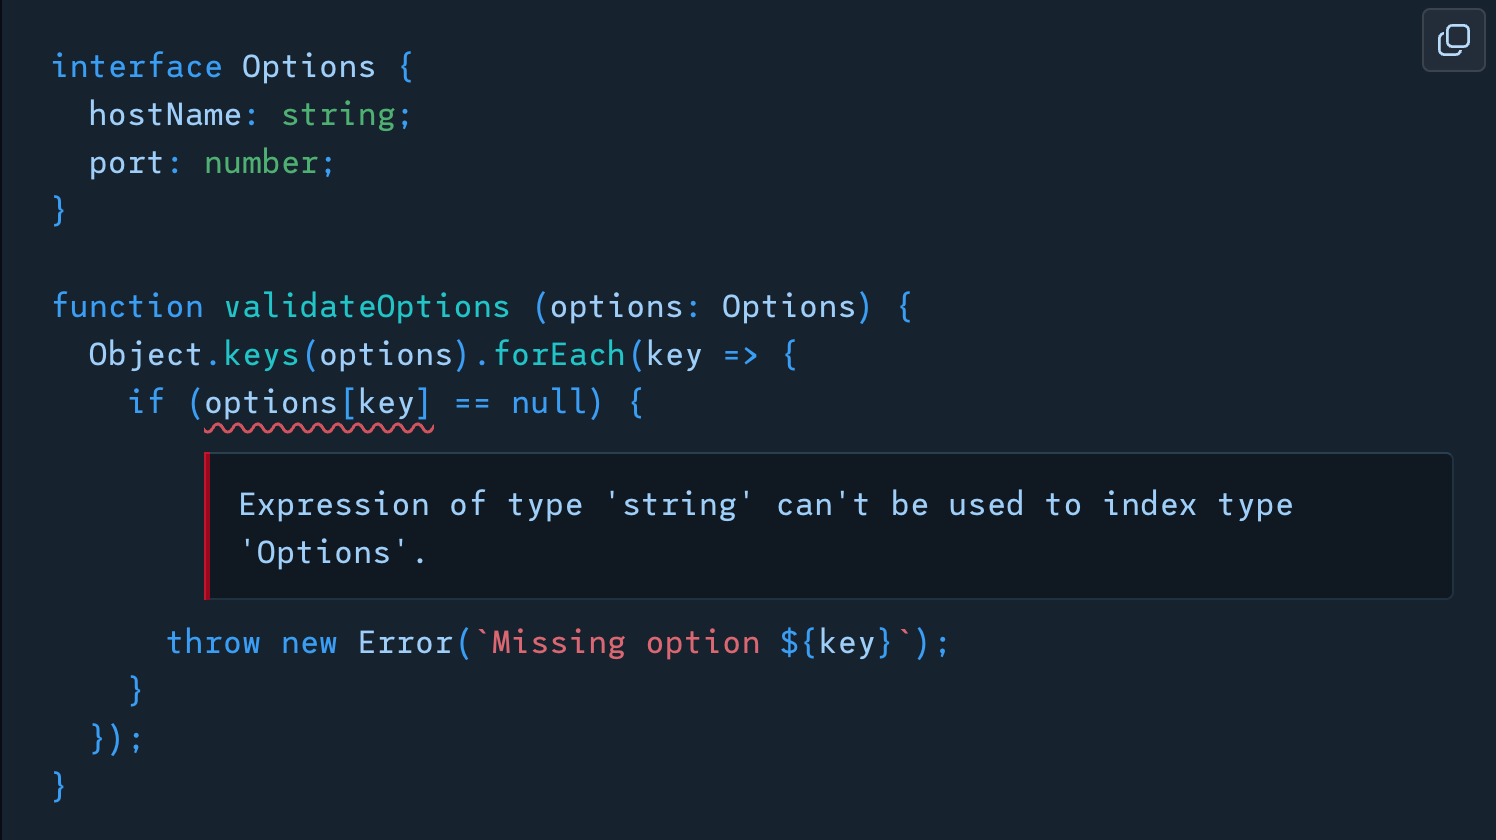 interface Options {
  hostName: string;
  port: number;
}

function validateOptions (options: Options) {
  Object.keys(options).forEach(key => {
    if (options[key] == null) {
Expression of type 'string' can't be used to index type
'Options'.
      throw new Error(`Missing option ${key}`);
    }
  });
}